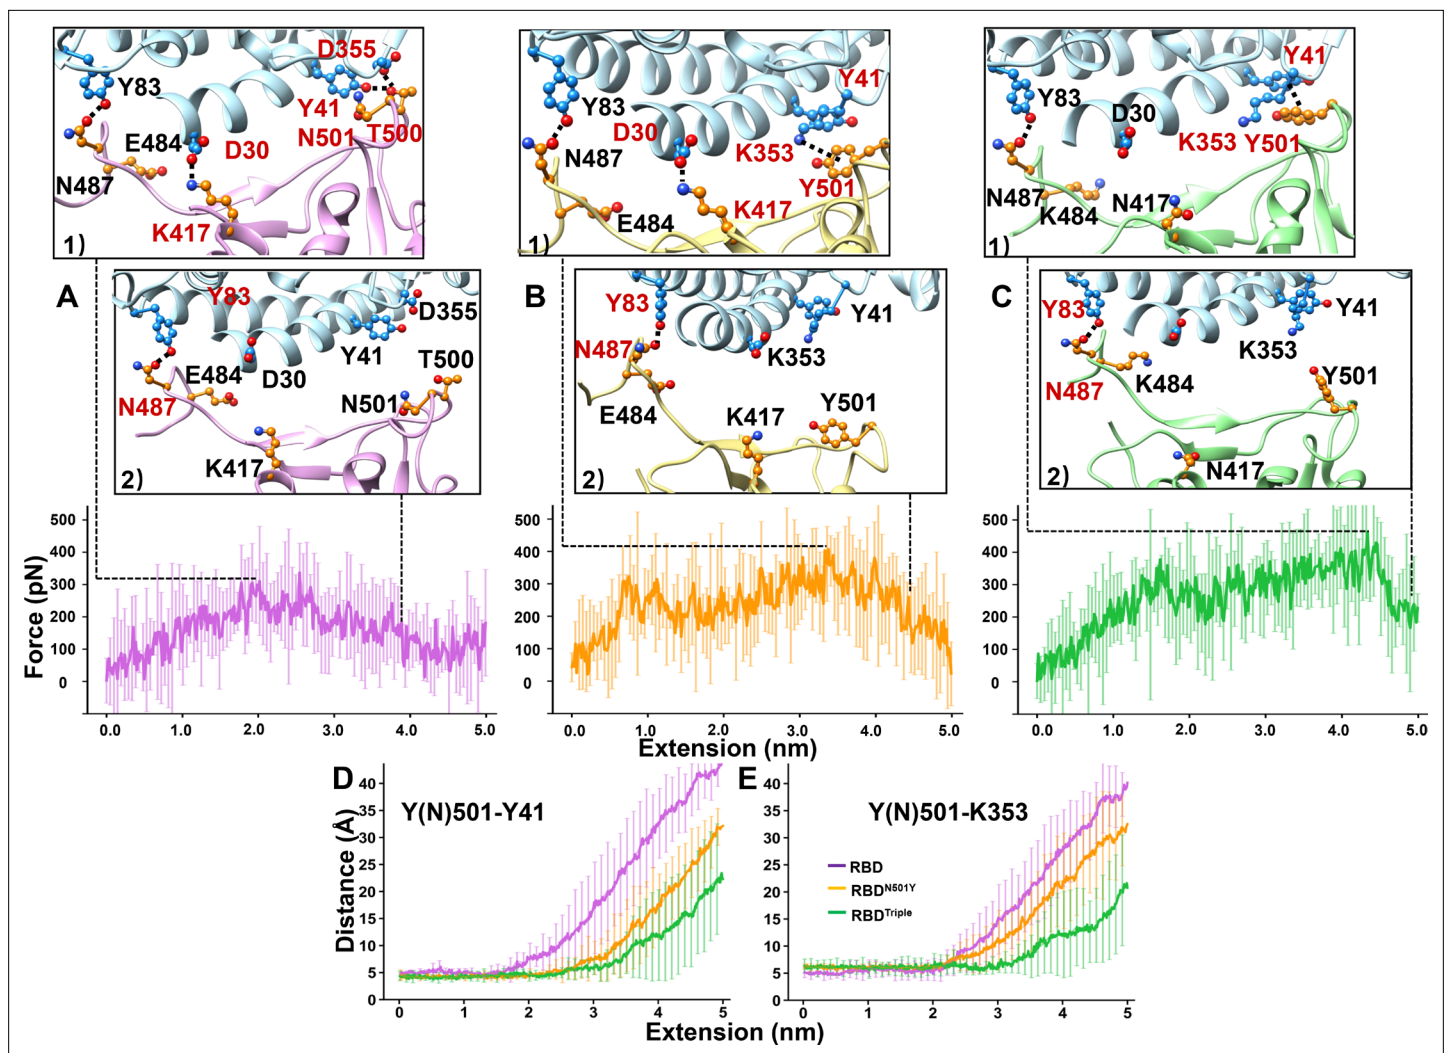 D355
Y83
Y41
N501
T500
E484
D30
N487
K417
1)
Y83
Y41
D30
K353
N487
Y501
K417
E484
1)
Y41
Y83
D30
K353
Y501
N487
K484
N417
1)
A
Y83
D355
Y41
T500
E484
D30
N487
N501
K417
2)
B
Y83
Y41
N487
K353
E484
K417
Y501
2)
C
Y83
Y41
K353
K484
Y501
N487
N417
2)
Force (pN)
500
400
300
200
100
0
0.0 1.0 2.0 3.0 4.0 5.0
500
400
300
200
100
0
0.0 1.0 2.0 3.0 4.0 5.0
500
400
300
200
100
0
0.0 1.0 2.0 3.0 4.0 5.0
Extension (nm)
D
Y(N)501-Y41
Distance (Å)
40
35
30
25
20
15
10
5
0
0 1 2 3 4 5
E
Y(N)501-K353
40
35
30
25
20
15
10
5
0
RBD
RBDN501Y
RBDTriple
0 1 2 3 4 5
Extension (nm)